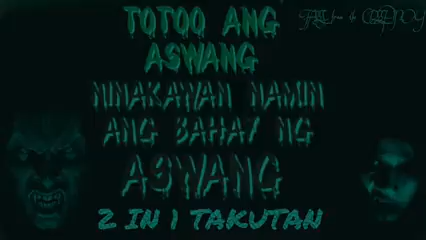 TOTOO ANG
ASWANG
NINAKAWAN NAMIN
ANG BAHAY NG
ASWANG
2 IN 1 TAKUTAN